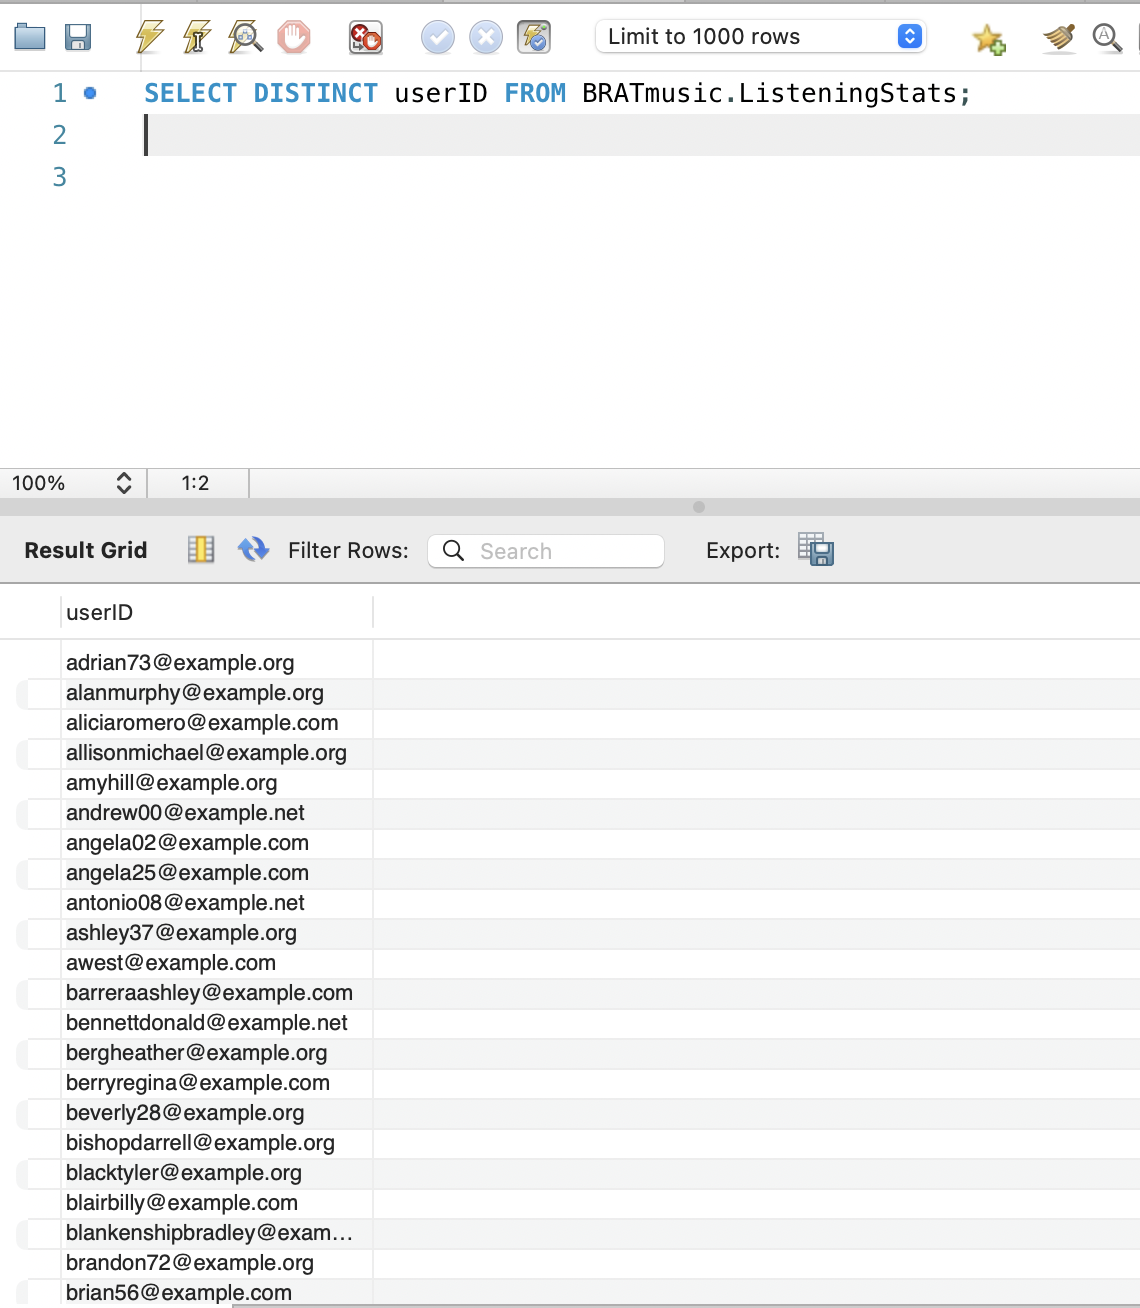 Limit to 1000 rows
1 SELECT DISTINCT userID FROM BRATmusic.ListeningStats;
2
3
100% 1:2
Result Grid Filter Rows: Search Export:
userID
adrian73@example.org
alanmurphy@example.org
aliciaromero@example.com
allisonmichael@example.org
amyhill@example.org
andrew00@example.net
angela02@example.com
angela25@example.com
antonio08@example.net
ashley37@example.org
awest@example.com
barreraashley@example.com
bennettdonald@example.net
bergheather@example.org
berryregina@example.com
beverly28@example.org
bishopdarrell@example.org
blacktyler@example.org
blairbilly@example.com
blankenshipbradley@exam...
brandon72@example.org
brian56@example.com